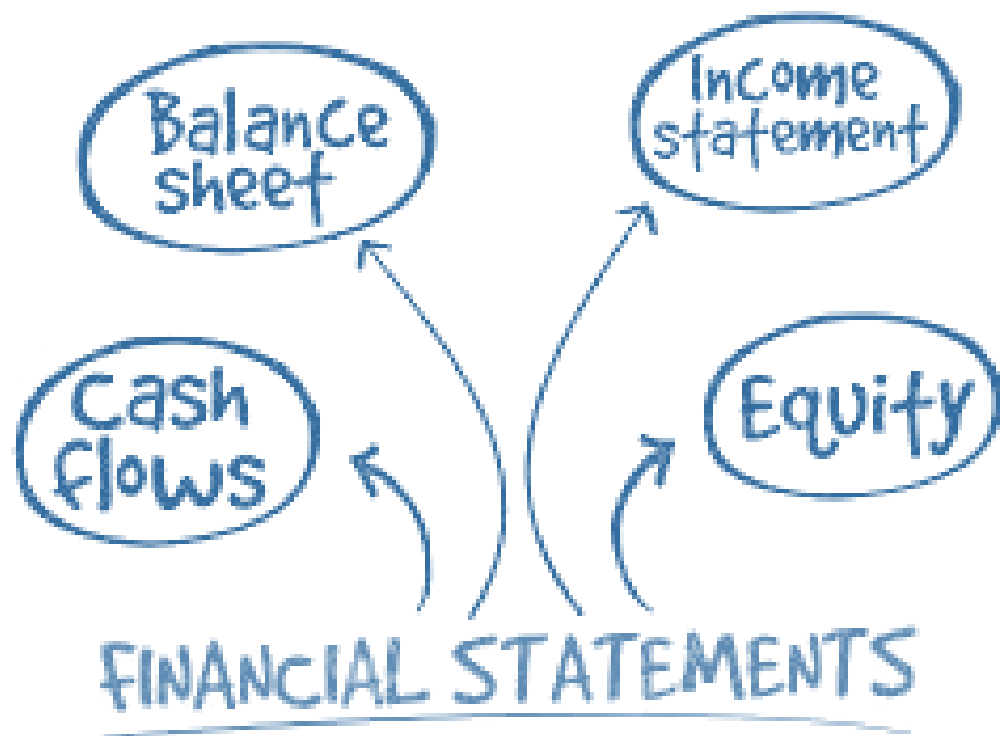 Balance
sheet
Income
statement
Cash
flows
Equity
FINANCIAL STATEMENTS